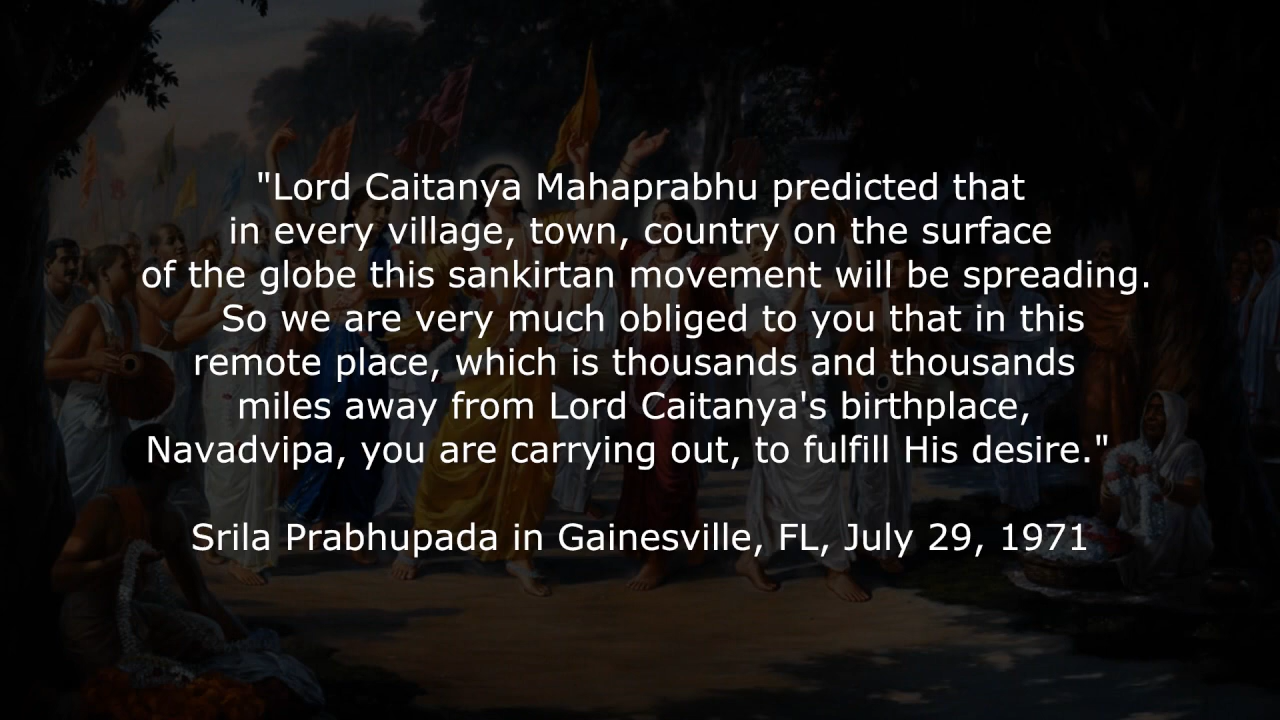 "Lord Caitanya Mahaprabhu predicted that
in every village, town, country on the surface
of the globe this sankirtan movement will be spreading.
So we are very much obliged to you that in this
remote place, which is thousands and thousands
miles away from Lord Caitanya's birthplace,
Navadvipa, you are carrying out, to fulfill His desire."
Srila Prabhupada in Gainesville, FL, July 29, 1971